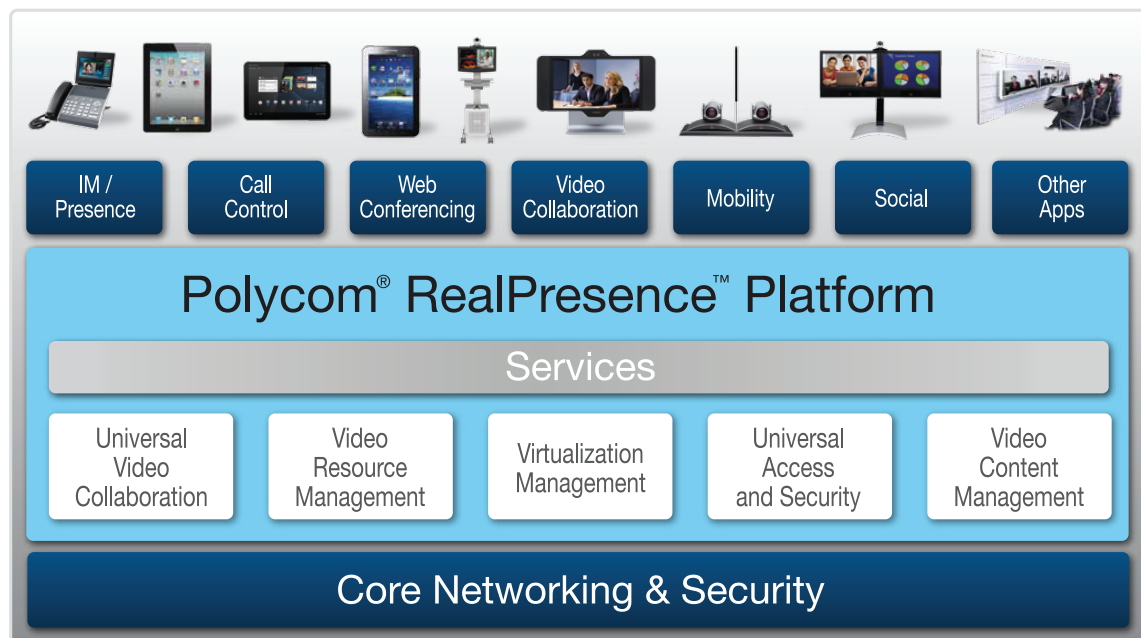 IM /
Presence
Call
Control
Web
Conferencing
Video
Collaboration
Mobility
Social
Other
Apps
Polycom® RealPresence™ Platform
Services
Universal
Video
Collaboration
Video
Resource
Management
Virtualization
Management
Universal
Access
and Security
Video
Content
Management
Core Networking & Security